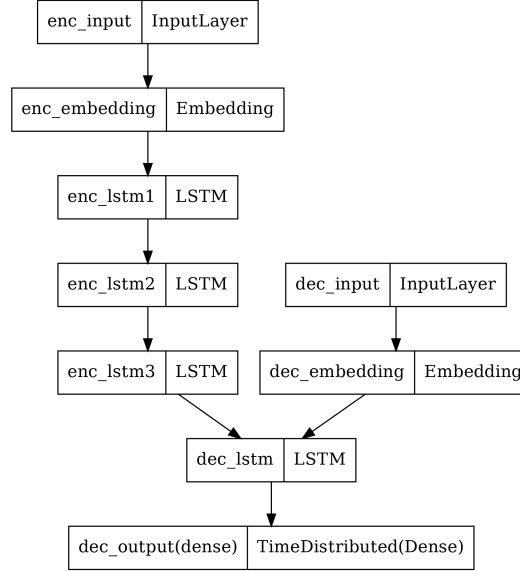 enc_input InputLayer
enc_embedding Embedding
enc_lstm1 LSTM
enc_lstm2 LSTM
dec_input InputLayer
enc_lstm3 LSTM
dec_embedding Embedding
dec_lstm LSTM
dec_output(dense) TimeDistributed(Dense)